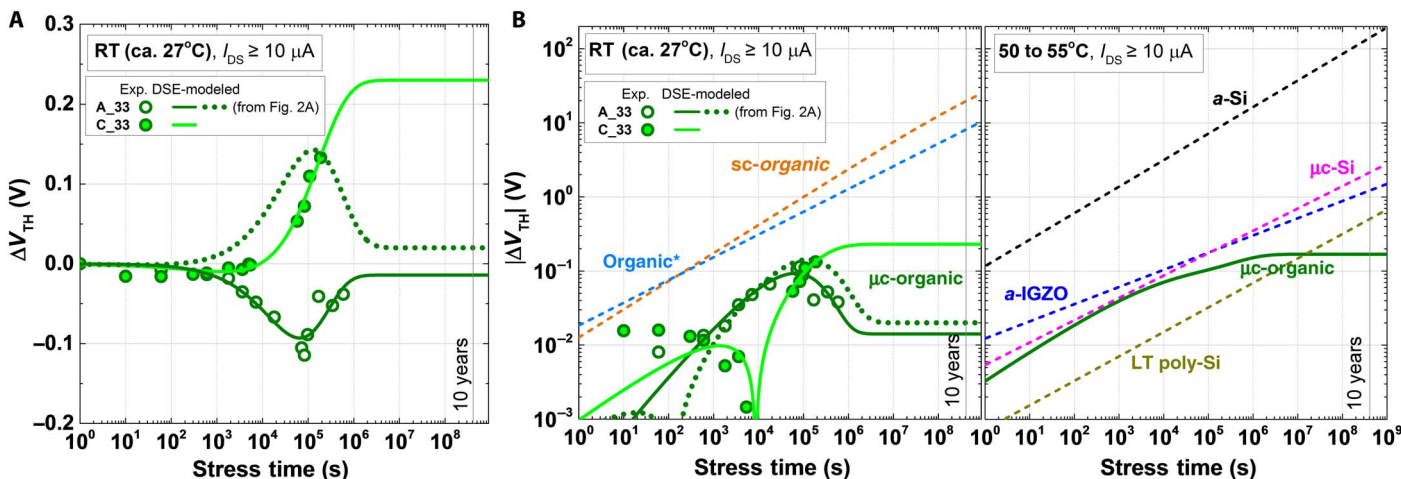 A
RT (ca. 27°C), I_DS ≥ 10 μA
Exp. DSE-modeled
A_33 (from Fig. 2A)
C_33
0.3
0.2
0.1
0.0
−0.1
−0.2
ΔV_TH (V)
10 years
10⁰ 10¹ 10² 10³ 10⁴ 10⁵ 10⁶ 10⁷ 10⁸
Stress time (s)
B
RT (ca. 27°C), I_DS ≥ 10 μA
Exp. DSE-modeled
A_33 (from Fig. 2A)
C_33
10²
10¹
10⁰
10⁻¹
10⁻²
10⁻³
|ΔV_TH| (V)
sc-organic
Organic*
μc-organic
10 years
10⁰ 10¹ 10² 10³ 10⁴ 10⁵ 10⁶ 10⁷ 10⁸
Stress time (s)
50 to 55°C, I_DS ≥ 10 μA
a-Si
μc-Si
μc-organic
a-IGZO
LT poly-Si
10 years
10⁰ 10¹ 10² 10³ 10⁴ 10⁵ 10⁶ 10⁷ 10⁸ 10⁹
Stress time (s)